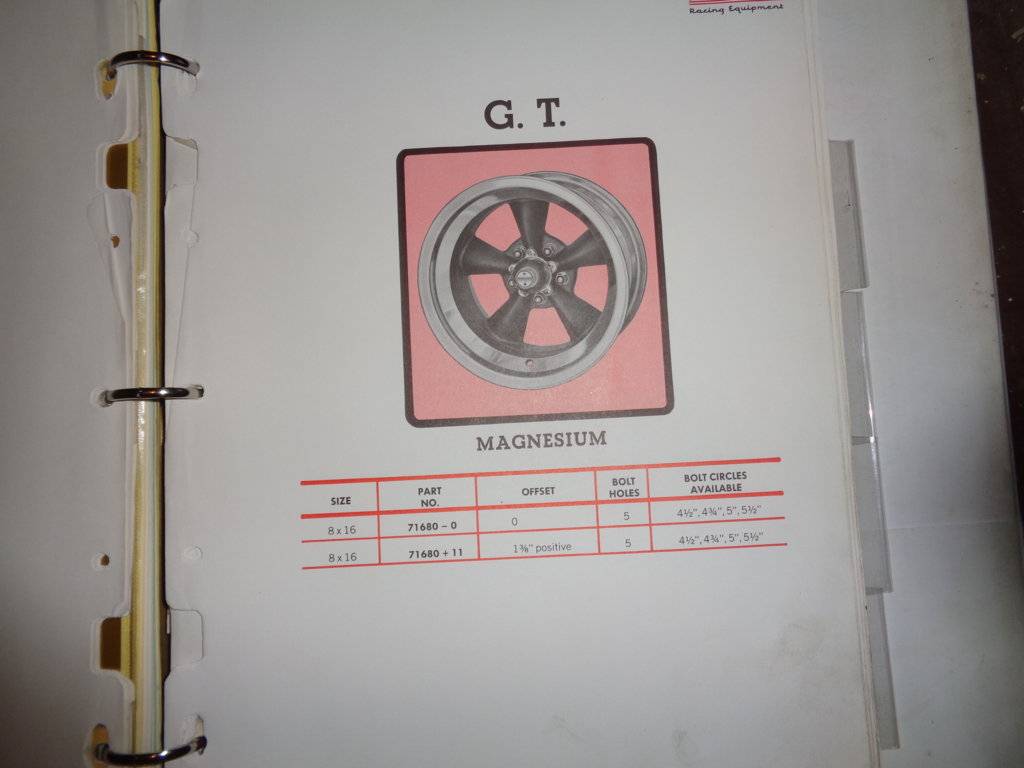 Racing Equipment
G. T.
MAGNESIUM
SIZE PART NO. OFFSET BOLT HOLES BOLT CIRCLES AVAILABLE
8 x 16 71680 – 0 0 5 4½", 4¾", 5", 5½"
8 x 16 71680 + 11 1⅜" positive 5 4½", 4¾", 5", 5½"